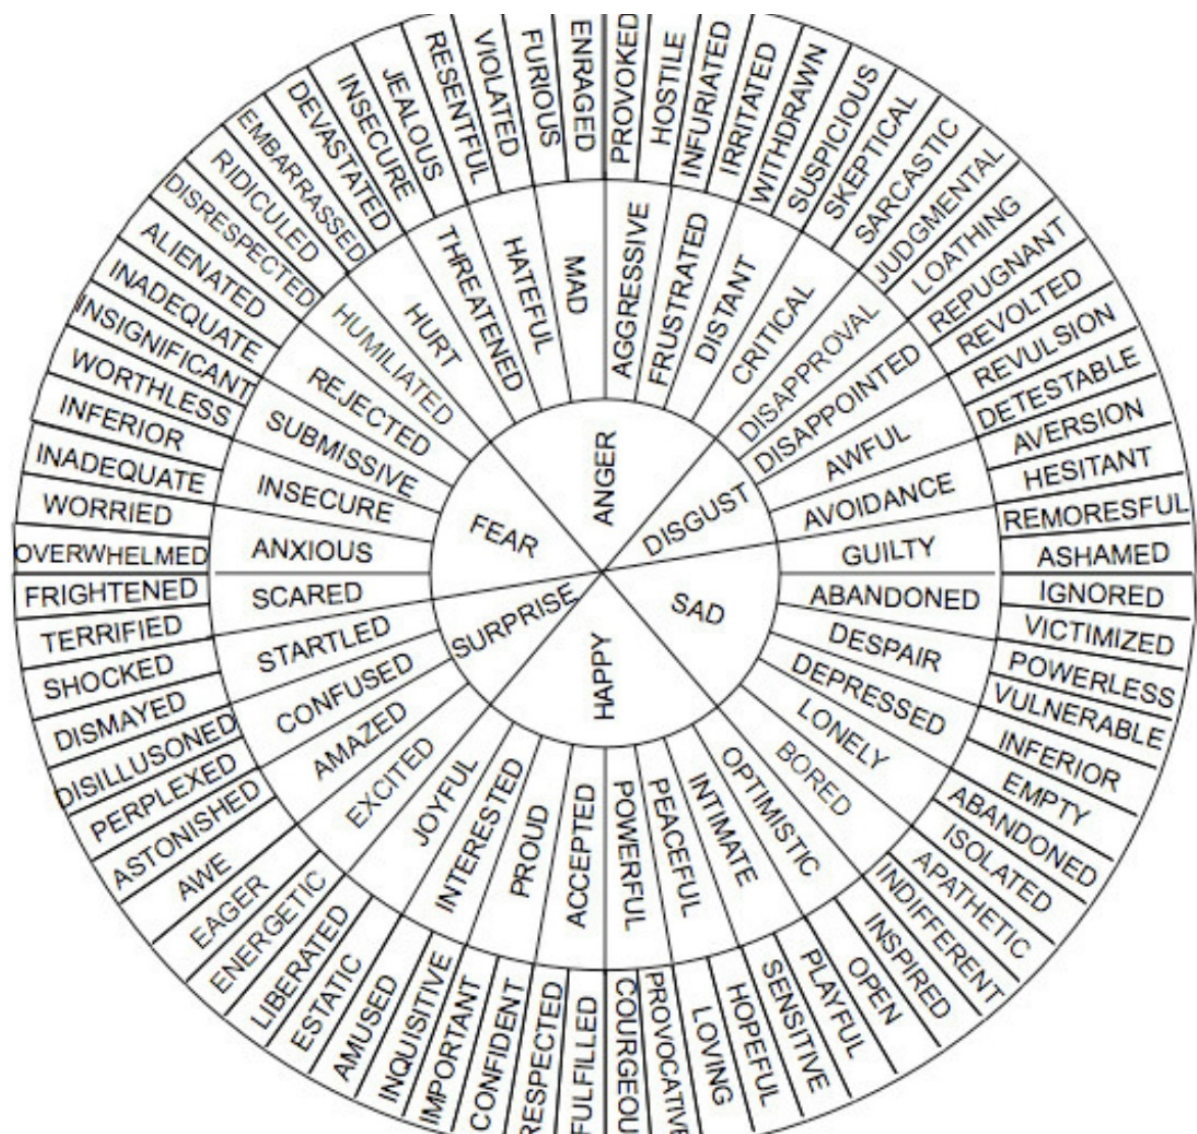 ANGER
DISGUST
SAD
HAPPY
SURPRISE
FEAR
MAD
AGGRESSIVE
FRUSTRATED
DISTANT
CRITICAL
DISAPPROVAL
DISAPPOINTED
AWFUL
AVOIDANCE
GUILTY
ABANDONED
DESPAIR
DEPRESSED
LONELY
BORED
OPTIMISTIC
INTIMATE
PEACEFUL
POWERFUL
ACCEPTED
PROUD
INTERESTED
JOYFUL
EXCITED
AMAZED
CONFUSED
STARTLED
SCARED
ANXIOUS
INSECURE
SUBMISSIVE
REJECTED
HUMILIATED
HURT
THREATENED
HATEFUL
ENRAGED
PROVOKED
HOSTILE
INFURIATED
IRRITATED
WITHDRAWN
SUSPICIOUS
SKEPTICAL
SARCASTIC
JUDGMENTAL
LOATHING
REPUGNANT
REVOLTED
REVULSION
DETESTABLE
AVERSION
HESITANT
REMORESFUL
ASHAMED
IGNORED
VICTIMIZED
POWERLESS
VULNERABLE
INFERIOR
EMPTY
ABANDONED
ISOLATED
APATHETIC
INDIFFERENT
INSPIRED
OPEN
PLAYFUL
SENSITIVE
HOPEFUL
LOVING
PROVOCATIVE
COURGEOU
FULFILLED
RESPECTED
CONFIDENT
IMPORTANT
INQUISITIVE
AMUSED
ESTATIC
LIBERATED
ENERGETIC
EAGER
AWE
ASTONISHED
PERPLEXED
DISILLUSONED
DISMAYED
SHOCKED
TERRIFIED
FRIGHTENED
OVERWHELMED
WORRIED
INADEQUATE
INFERIOR
WORTHLESS
INSIGNIFICANT
INADEQUATE
ALIENATED
DISRESPECTED
RIDICULED
EMBARRASSED
DEVASTATED
INSECURE
JEALOUS
RESENTFUL
VIOLATED
FURIOUS